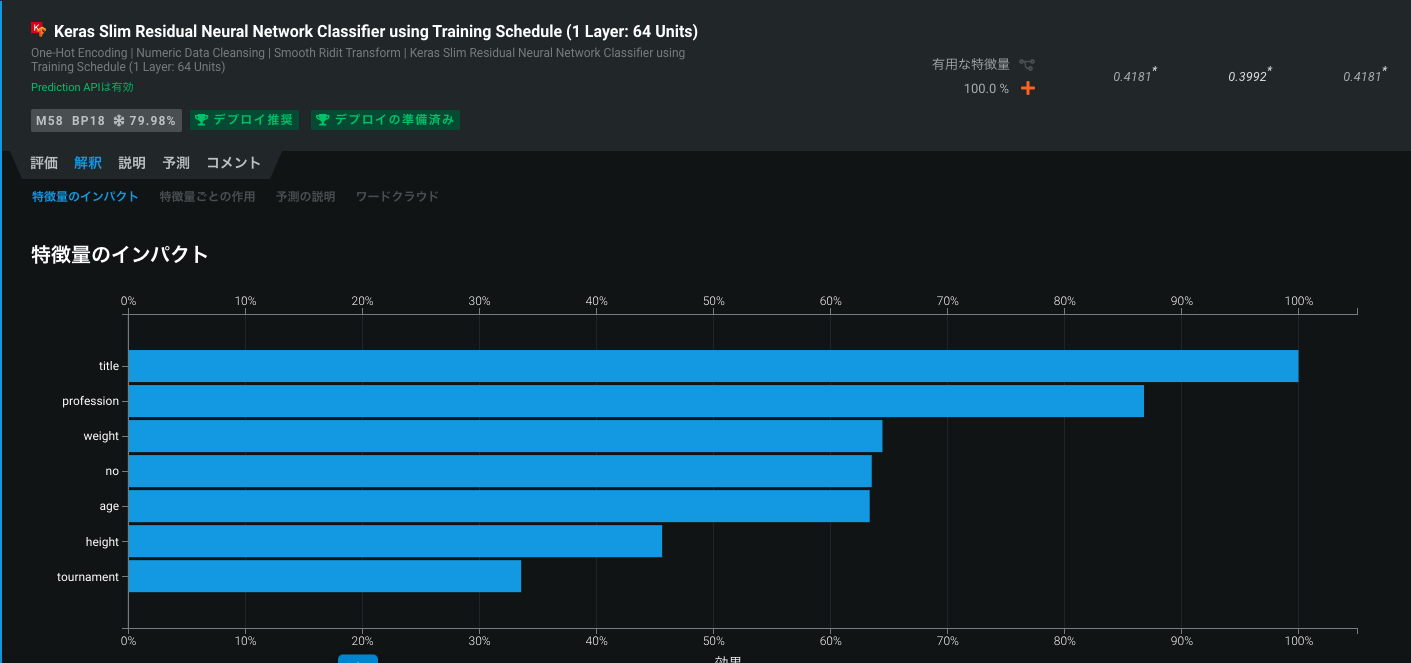 Keras Slim Residual Neural Network Classifier using Training Schedule (1 Layer: 64 Units)
One-Hot Encoding | Numeric Data Cleansing | Smooth Ridit Transform | Keras Slim Residual Neural Network Classifier using
Training Schedule (1 Layer: 64 Units)
Prediction APIは有効
有用な特徴量
100.0 %
0.4181*
0.3992*
0.4181*
M58 BP18 79.98%
デプロイ推奨
デプロイの準備済み
評価 解釈 説明 予測 コメント
特徴量のインパクト 特徴量ごとの作用 予測の説明 ワードクラウド
特徴量のインパクト
0% 10% 20% 30% 40% 50% 60% 70% 80% 90% 100%
title
profession
weight
no
age
height
tournament
0% 10% 20% 30% 40% 50% 60% 70% 80% 90% 100%
効果